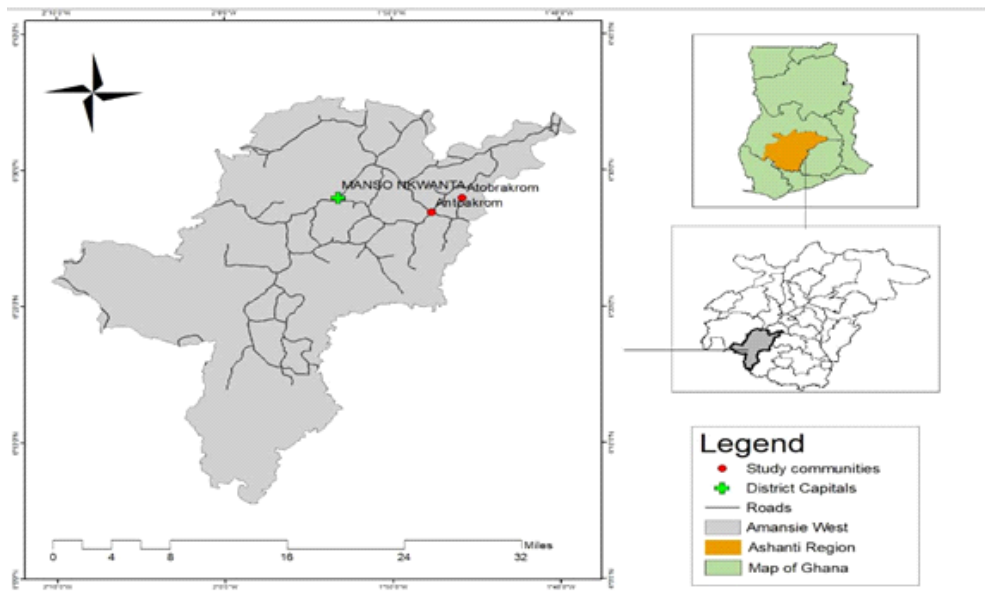 MANSO NKWANTA
Atobrakrom
Antoakrom
0 4 8 16 24 32
Miles
Legend
Study communities
District Capitals
Roads
Amansie West
Ashanti Region
Map of Ghana